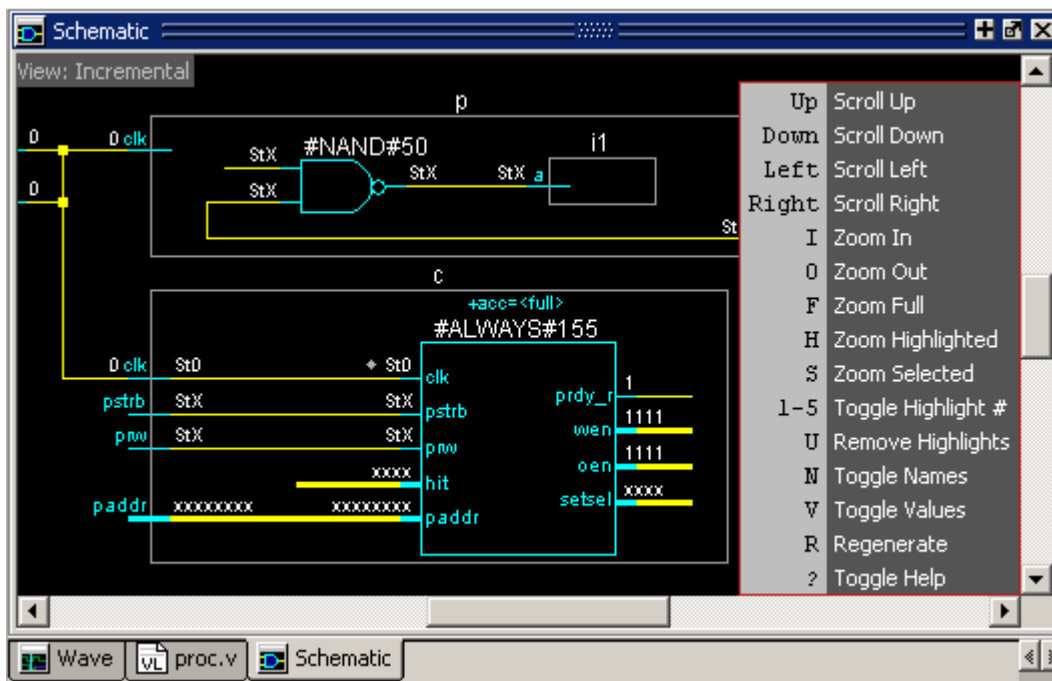 Schematic
View: Incremental
p
0
0 clk
#NAND#50
i1
StX
StX
StX a
0
StX
St
c
+acc=<full>
#ALWAYS#155
0 clk
St0
St0
clk
prdy_r
1
pstrb
StX
StX
pstrb
wen
1111
prw
StX
StX
prw
oen
1111
xxxx
hit
setsel
xxxx
paddr
xxxxxxxx
xxxxxxxx
paddr
Up Scroll Up
Down Scroll Down
Left Scroll Left
Right Scroll Right
I Zoom In
O Zoom Out
F Zoom Full
H Zoom Highlighted
S Zoom Selected
1-5 Toggle Highlight #
U Remove Highlights
N Toggle Names
V Toggle Values
R Regenerate
? Toggle Help
Wave
VL proc.v
Schematic